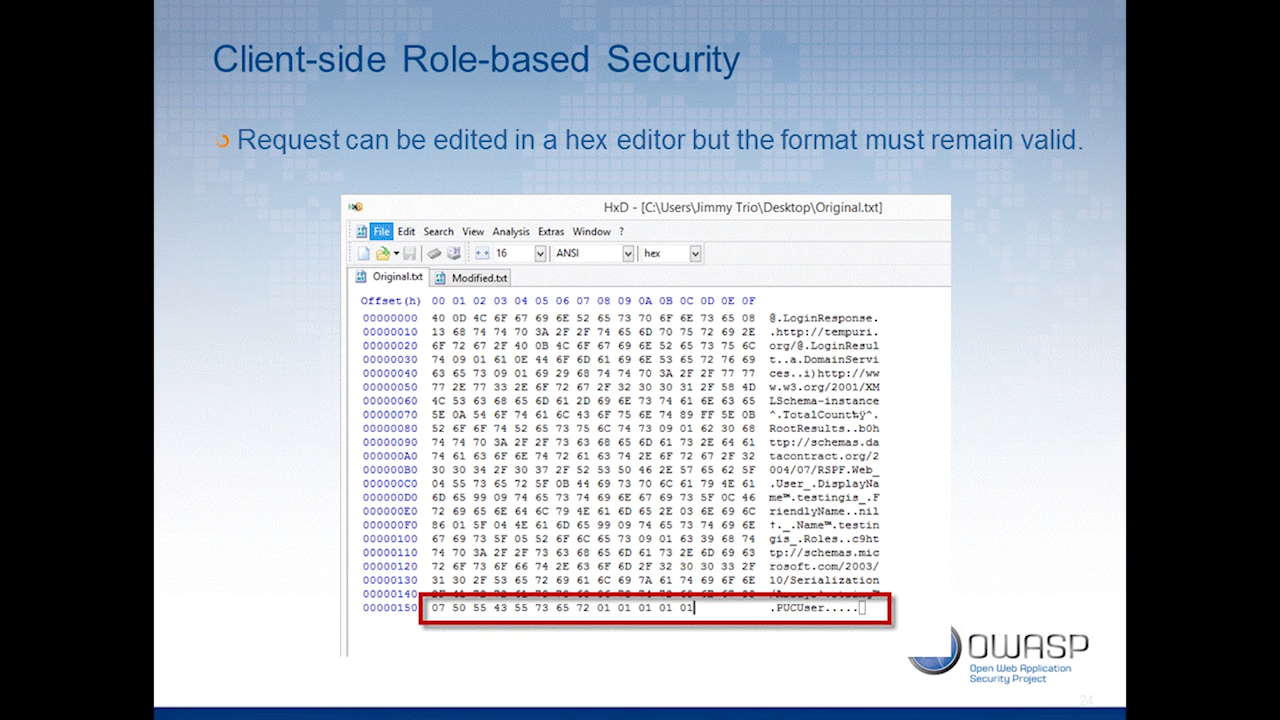 Client-side Role-based Security
Request can be edited in a hex editor but the format must remain valid.
HxD - [C:\Users\Jimmy Trio\Desktop\Original.txt]
File Edit Search View Analysis Extras Window ?
16 ANSI hex
Original.txt Modified.txt
Offset(h) 00 01 02 03 04 05 06 07 08 09 0A 0B 0C 0D 0E 0F
00000000 40 0D 4C 6F 67 69 6E 52 65 73 70 6F 6E 73 65 08 @.LoginResponse.
00000010 13 68 74 74 70 3A 2F 2F 74 65 6D 70 75 72 69 2E .http://tempuri.
00000020 6F 72 67 2F 40 0B 4C 6F 67 69 6E 52 65 73 75 6C org/@.LoginResul
00000030 74 09 01 61 0E 44 6F 6D 61 69 6E 53 65 72 76 69 t..a.DomainServi
00000040 63 65 73 09 01 69 29 68 74 74 70 3A 2F 2F 77 77 ces..i)http://ww
00000050 77 2E 77 33 2E 6F 72 67 2F 32 30 30 31 2F 58 4D w.w3.org/2001/XM
00000060 4C 53 63 68 65 6D 61 2D 69 6E 73 74 61 6E 63 65 LSchema-instance
00000070 5E 0A 54 6F 74 61 6C 43 6F 75 6E 74 89 FF 5E 0B ^.TotalCount‰ÿ^.
00000080 52 6F 6F 74 52 65 73 75 6C 74 73 09 01 62 30 68 RootResults..b0h
00000090 74 74 70 3A 2F 2F 73 63 68 65 6D 61 73 2E 64 61 ttp://schemas.da
000000A0 74 61 63 6F 6E 74 72 61 63 74 2E 6F 72 67 2F 32 tacontract.org/2
000000B0 30 30 34 2F 30 37 2F 52 53 50 46 2E 57 65 62 5F 004/07/RSPF.Web_
000000C0 04 55 73 65 72 5F 0B 44 69 73 70 6C 61 79 4E 61 .User_.DisplayNa
000000D0 6D 65 99 09 74 65 73 74 69 6E 67 69 73 5F 0C 46 me™.testingis_.F
000000E0 72 69 65 6E 64 6C 79 4E 61 6D 65 2E 03 6E 69 6C riendlyName..nil
000000F0 86 01 5F 04 4E 61 6D 65 99 09 74 65 73 74 69 6E †._.Name™.testin
00000100 67 69 73 5F 05 52 6F 6C 65 73 09 01 63 39 68 74 gis_.Roles..c9ht
00000110 74 70 3A 2F 2F 73 63 68 65 6D 61 73 2E 6D 69 63 tp://schemas.mic
00000120 72 6F 73 6F 66 74 2E 63 6F 6D 2F 32 30 30 33 2F rosoft.com/2003/
00000130 31 30 2F 53 65 72 69 61 6C 69 7A 61 74 69 6F 6E 10/Serialization
00000140
00000150 07 50 55 43 55 73 65 72 01 01 01 01 01 .PUCUser.....
OWASP
Open Web Application
Security Project
24